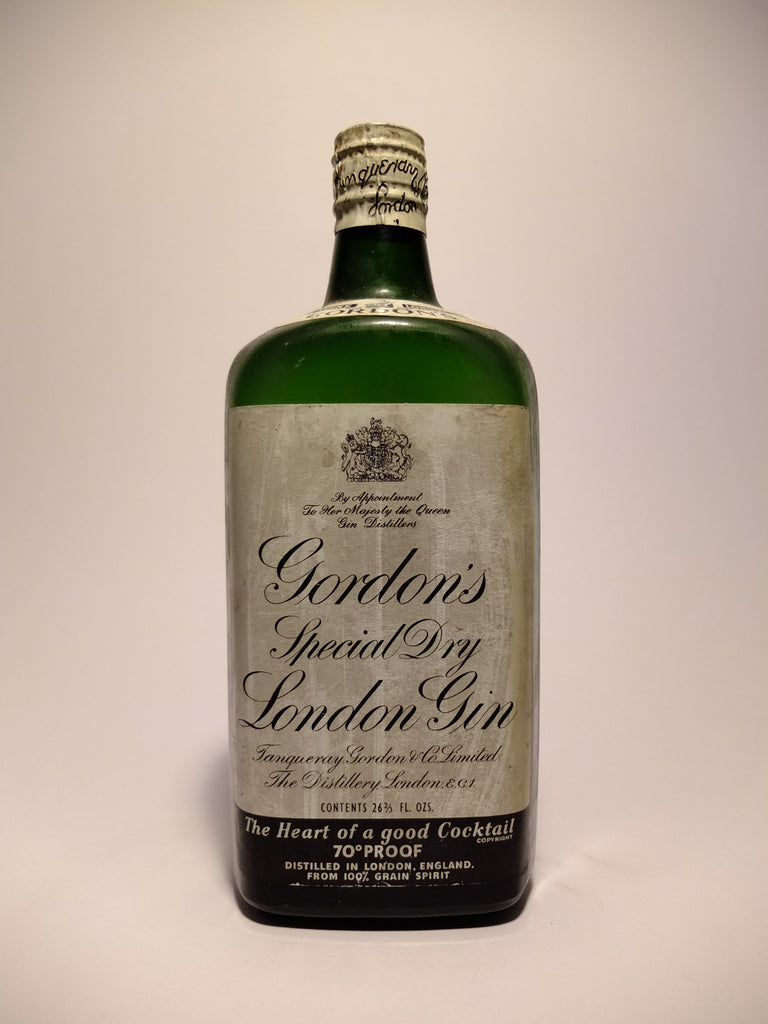 Tanqueray
London
GORDON'S
By Appointment
To Her Majesty the Queen
Gin Distillers
Gordon's
Special Dry
London Gin
Tanqueray, Gordon & Co. Limited.
The Distillery London. E.C.1.
CONTENTS 26⅔ FL. OZS.
The Heart of a good Cocktail
COPYRIGHT
70° PROOF
DISTILLED IN LONDON, ENGLAND.
FROM 100% GRAIN SPIRIT